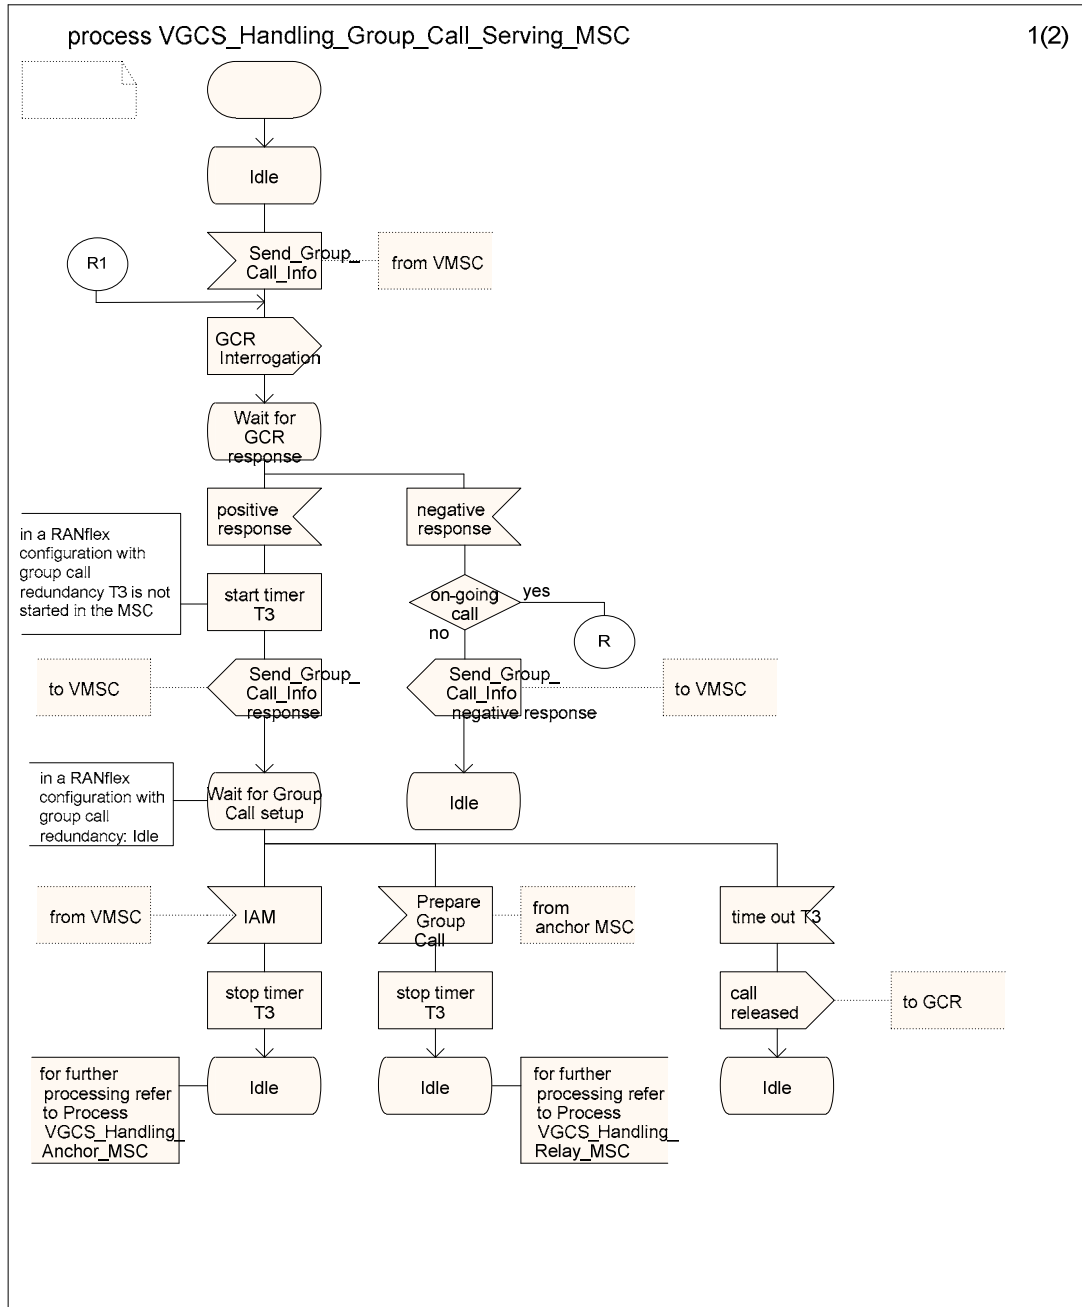 process VGCS_Handling_Group_Call_Serving_MSC
1(2)
Idle
Send_Group_
Call_Info
from VMSC
R1
GCR
Interrogation
Wait for
GCR
response
positive
response
negative
response
in a RANflex
configuration with
group call
redundancy T3 is not
started in the MSC
start timer
T3
on-going
call
yes
no
R
to VMSC
Send_Group_
Call_Info
response
Send_Group_
Call_Info
negative response
to VMSC
in a RANflex
configuration with
group call
redundancy: Idle
Wait for Group
Call setup
Idle
from VMSC
IAM
Prepare
Group
Call
from
anchor MSC
time out T3
stop timer
T3
stop timer
T3
call
released
to GCR
for further
processing refer
to Process
VGCS_Handling_
Anchor_MSC
Idle
Idle
for further
processing refer
to Process
VGCS_Handling_
Relay_MSC
Idle